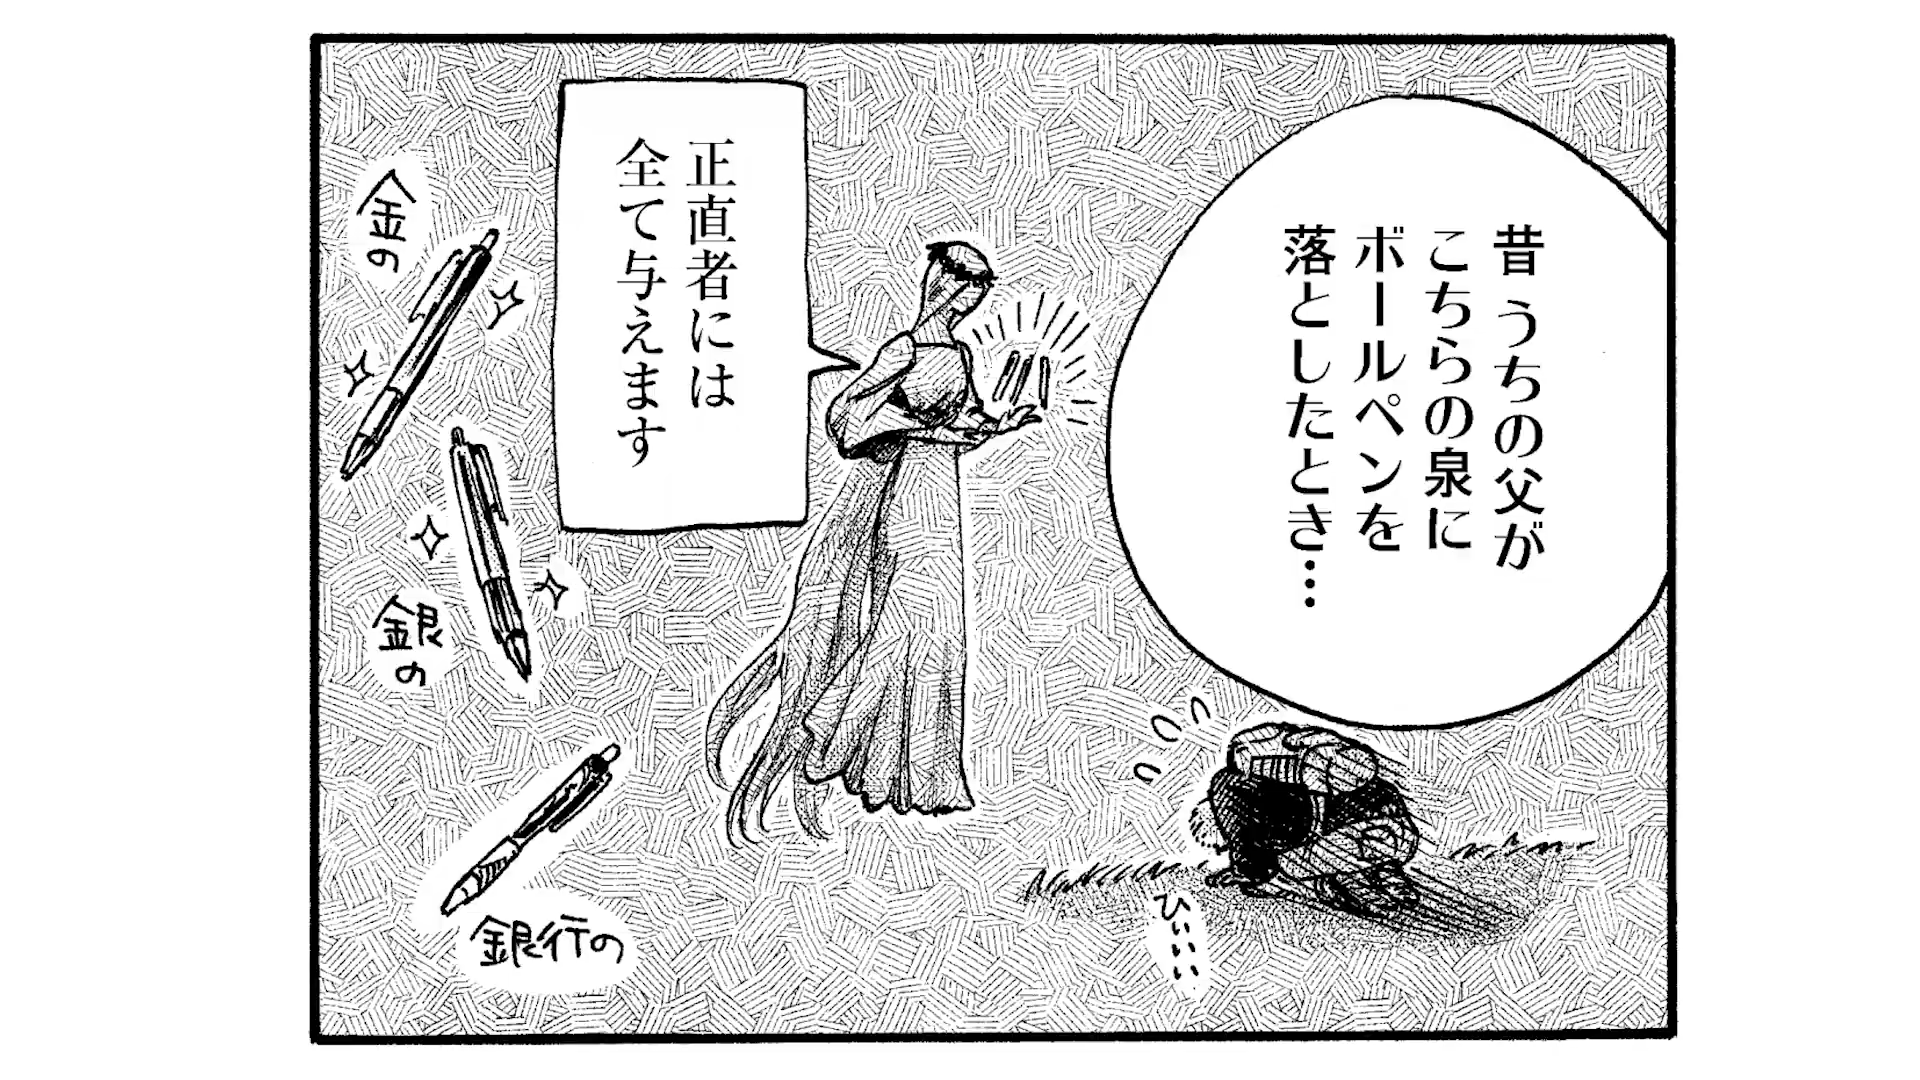 昔 うちの父が
こちらの泉に
ボールペンを
落としたとき…
正直者には
全て与えます
金の
銀の
銀行の
ひぃぃぃ